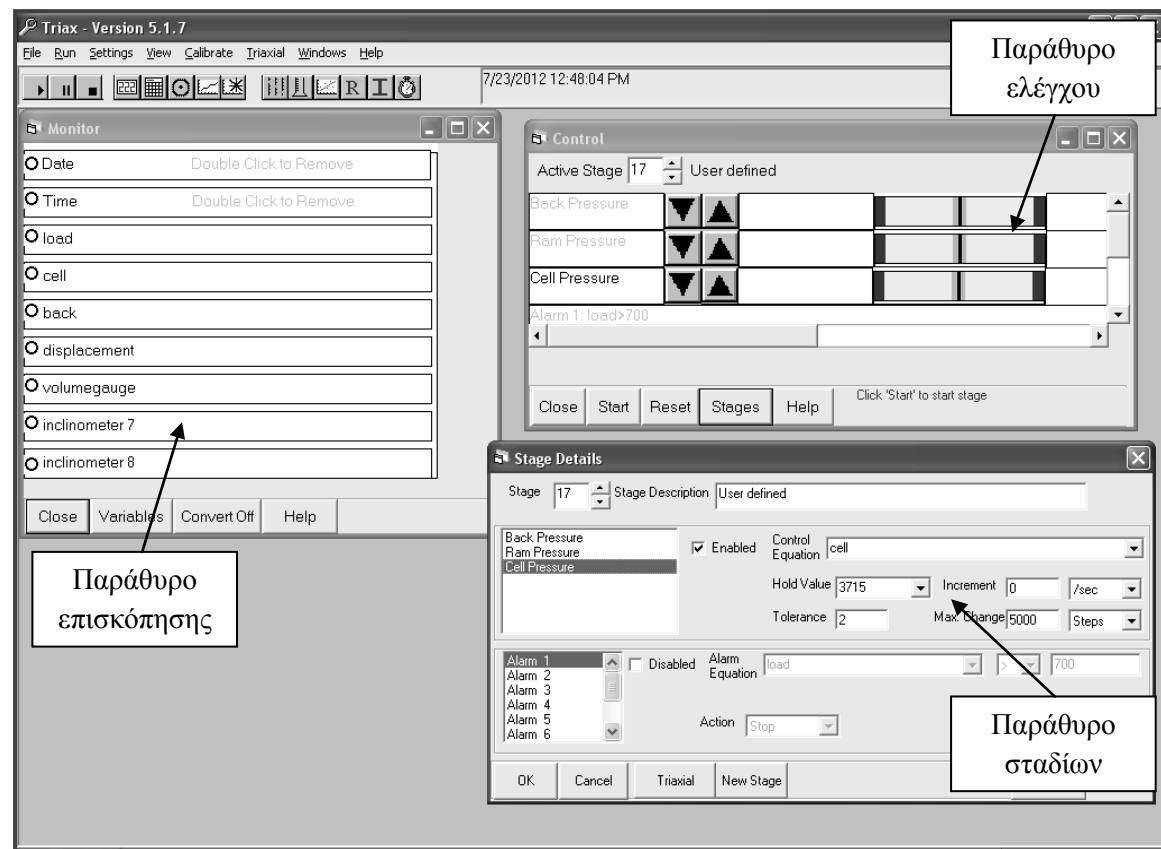 Triax - Version 5.1.7
File Run Settings View Calibrate Triaxial Windows Help
R
7/23/2012 12:48:04 PM
Παράθυρο
ελέγχου
Monitor
Date Double Click to Remove
Time Double Click to Remove
load
cell
back
displacement
volumegauge
inclinometer 7
inclinometer 8
Close Variables Convert Off Help
Παράθυρο
επισκόπησης
Control
Active Stage 17 User defined
Back Pressure
Ram Pressure
Cell Pressure
Alarm 1: load>700
Close Start Reset Stages Help Click 'Start' to start stage
Stage Details
Stage 17 Stage Description User defined
Back Pressure
Ram Pressure
Cell Pressure
Enabled Control Equation cell
Hold Value 3715 Increment 0 /sec
Tolerance 2 Max. Change 5000 Steps
Alarm 1
Alarm 2
Alarm 3
Alarm 4
Alarm 5
Alarm 6
Disabled Alarm Equation load > 700
Action Stop
Παράθυρο
σταδίων
OK Cancel Triaxial New Stage